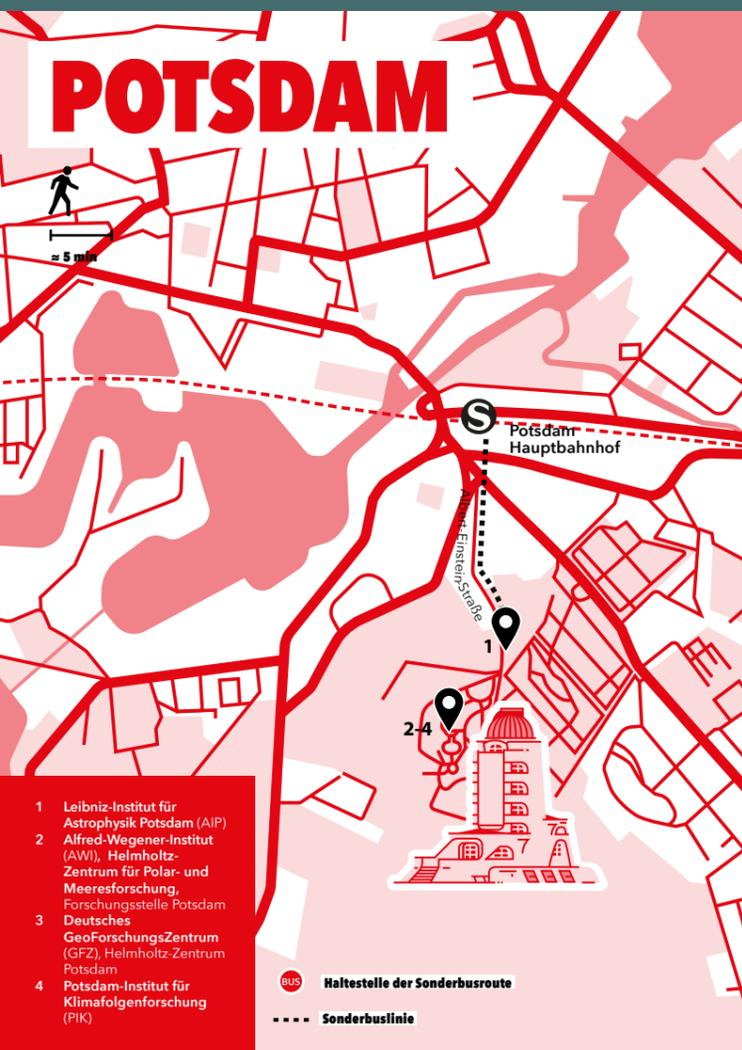 POTSDAM
≈ 5 min
S
Potsdam
Hauptbahnhof
Albert-Einstein-Straße
1
2-4
1 Leibniz-Institut für
Astrophysik Potsdam (AIP)
2 Alfred-Wegener-Institut
(AWI), Helmholtz-
Zentrum für Polar- und
Meeresforschung,
Forschungsstelle Potsdam
3 Deutsches
GeoForschungsZentrum
(GFZ), Helmholtz-Zentrum
Potsdam
4 Potsdam-Institut für
Klimafolgenforschung
(PIK)
BUS Haltestelle der Sonderbusroute
Sonderbuslinie